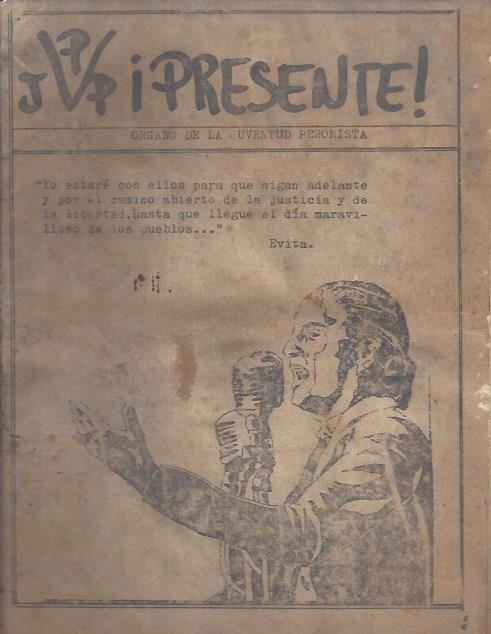 JVPP ¡PRESENTE!
ORGANO DE LA JUVENTUD PERONISTA
"Yo estaré con ellos para que sigan adelante
y por el camino abierto de la justicia y de
la libertad,hasta que llegue el día maravi-
lloso de los pueblos..."
Evita.